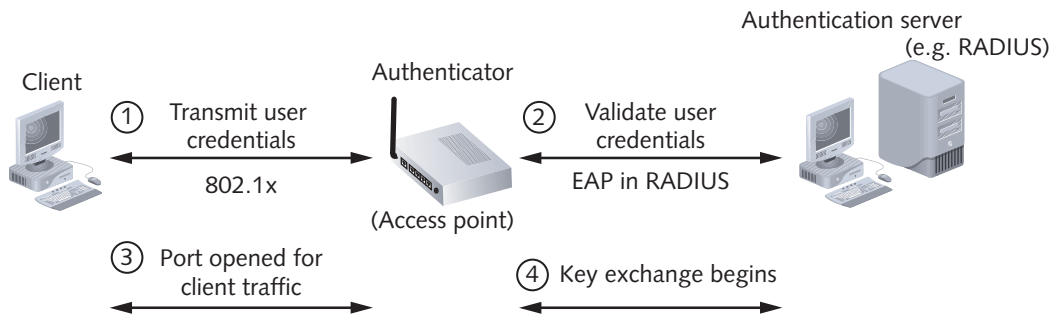 Authentication server
(e.g. RADIUS)
Client
Authenticator
1
Transmit user
credentials
802.1x
2
Validate user
credentials
EAP in RADIUS
(Access point)
3
Port opened for
client traffic
4
Key exchange begins